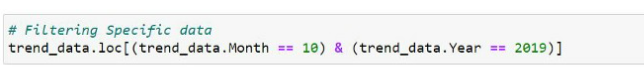 # Filtering Specific data
trend_data.loc[(trend_data.Month == 10) & (trend_data.Year == 2019)]